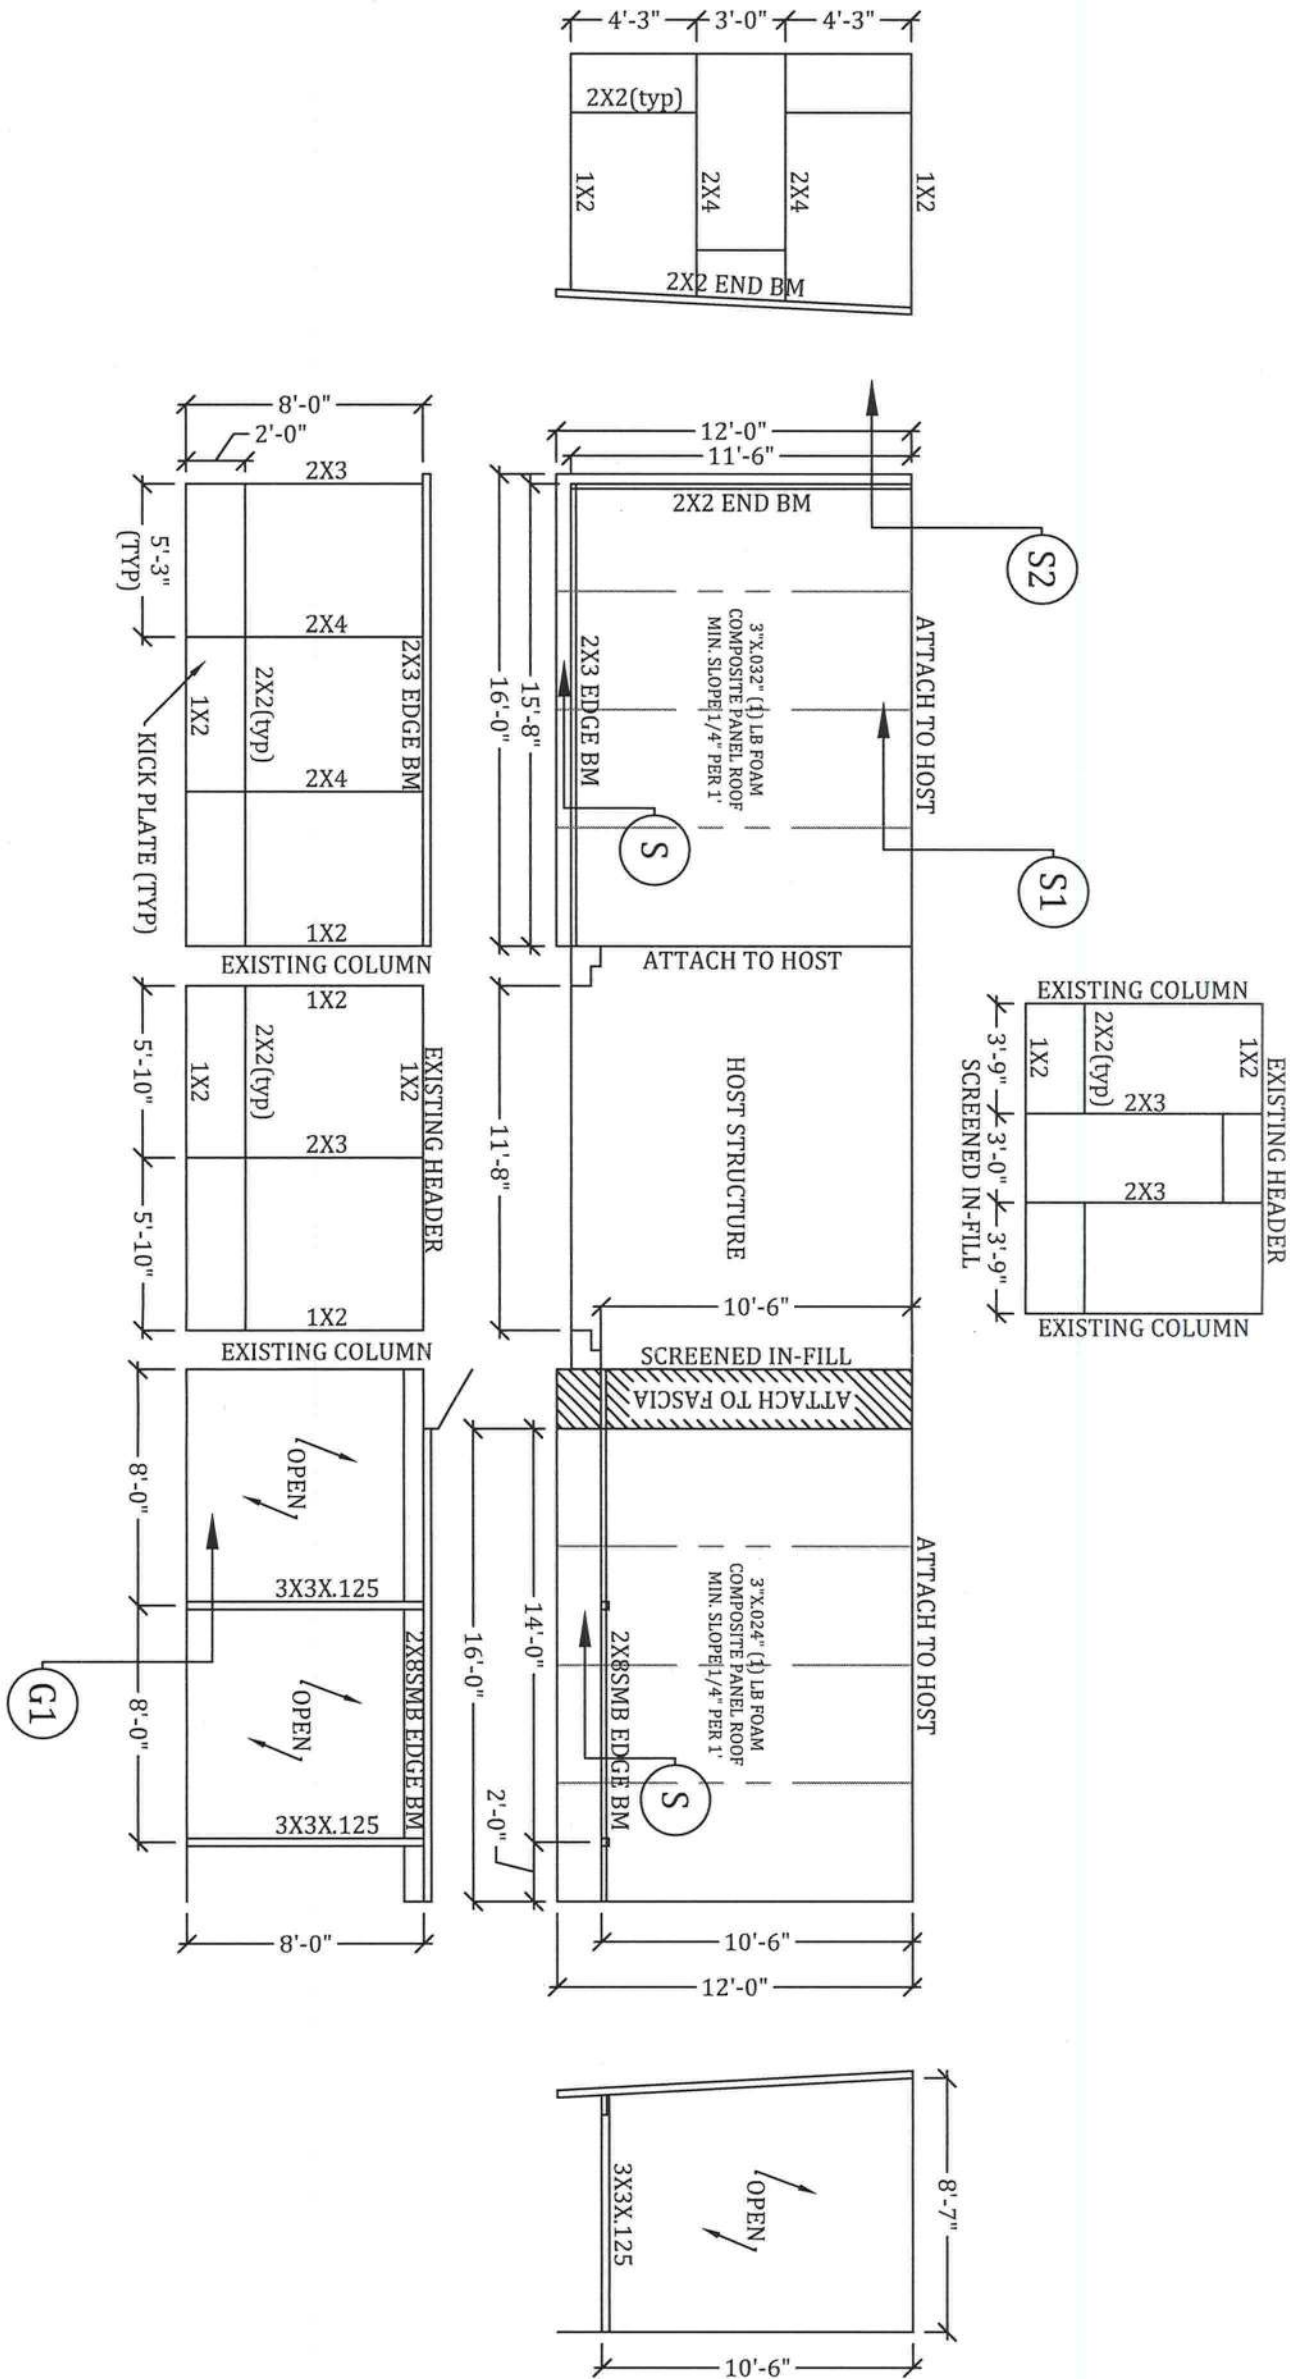 4'-3"
3'-0"
4'-3"
2X2(typ)
1X2
2X4
2X4
1X2
2X2 END BM
8'-0"
2'-0"
2X3
5'-3"
(TYP)
2X4
2X3 EDGE BM
2X2(typ)
1X2
2X4
KICK PLATE (TYP)
1X2
EXISTING COLUMN
12'-0"
11'-6"
2X2 END BM
S2
ATTACH TO HOST
3"X.032" (1) LB FOAM
COMPOSITE PANEL ROOF
MIN. SLOPE 1/4" PER 1'
2X3 EDGE BM
15'-8"
16'-0"
S
S1
ATTACH TO HOST
EXISTING COLUMN
1X2
2X2(typ)
1X2
EXISTING HEADER
3'-9"
2X3
3'-0"
2X3
3'-9"
SCREENED IN-FILL
EXISTING COLUMN
1X2
1X2
EXISTING HEADER
2X2(typ)
1X2
5'-10"
2X3
5'-10"
1X2
EXISTING COLUMN
11'-8"
HOST STRUCTURE
10'-6"
SCREENED IN-FILL
ATTACH TO FASCIA
ATTACH TO HOST
3"X.024" (1) LB FOAM
COMPOSITE PANEL ROOF
MIN. SLOPE 1/4" PER 1'
2X8SMB EDGE BM
14'-0"
16'-0"
2'-0"
S
OPEN
8'-0"
3X3X.125
2X8SMB EDGE BM
OPEN
8'-0"
3X3X.125
G1
8'-0"
10'-6"
12'-0"
8'-7"
OPEN
3X3X.125
10'-6"